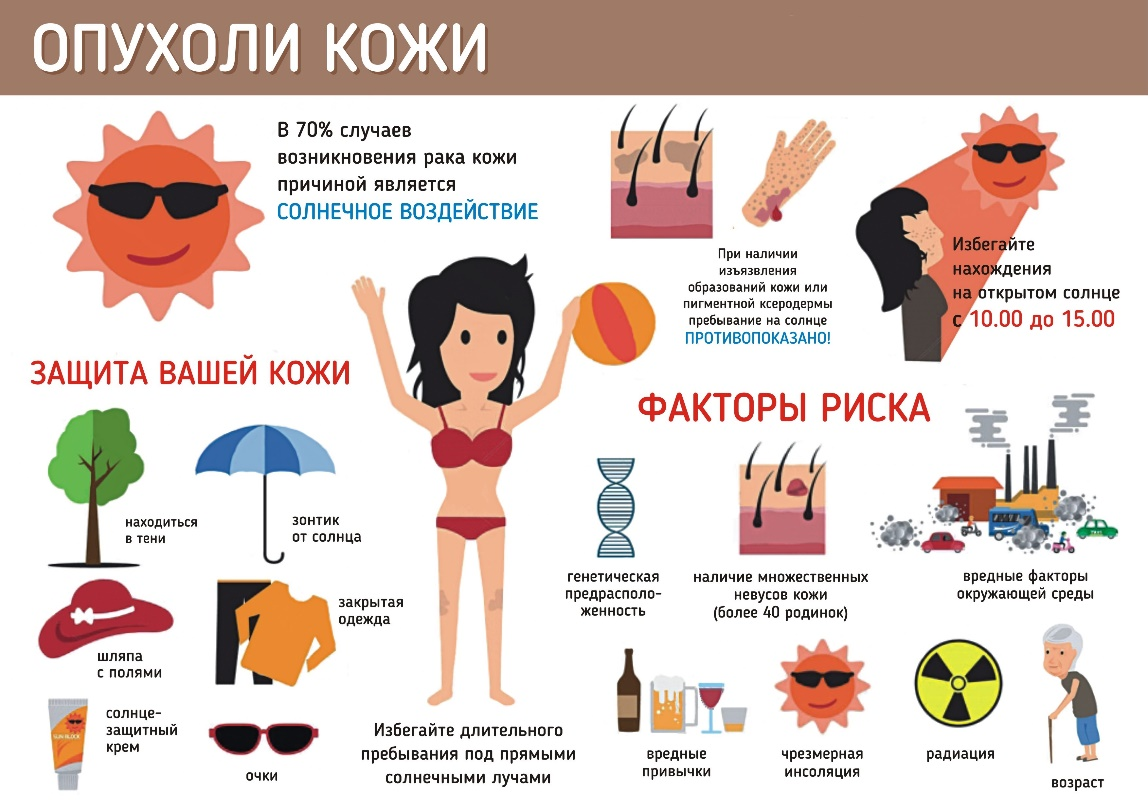 ОПУХОЛИ КОЖИ
В 70% случаев
возникновения рака кожи
причиной является
СОЛНЕЧНОЕ ВОЗДЕЙСТВИЕ
При наличии
изъязвления
образований кожи или
пигментной ксеродермы
пребывание на солнце
ПРОТИВОПОКАЗАНО!
Избегайте
нахождения
на открытом солнце
с 10.00 до 15.00
ЗАЩИТА ВАШЕЙ КОЖИ
находиться
в тени
зонтик
от солнца
шляпа
с полями
закрытая
одежда
солнце-
защитный
крем
SUN BLOCK
очки
Избегайте длительного
пребывания под прямыми
солнечными лучами
ФАКТОРЫ РИСКА
генетическая
предрасполо-
женность
наличие множественных
невусов кожи
(более 40 родинок)
вредные факторы
окружающей среды
вредные
привычки
чрезмерная
инсоляция
радиация
возраст